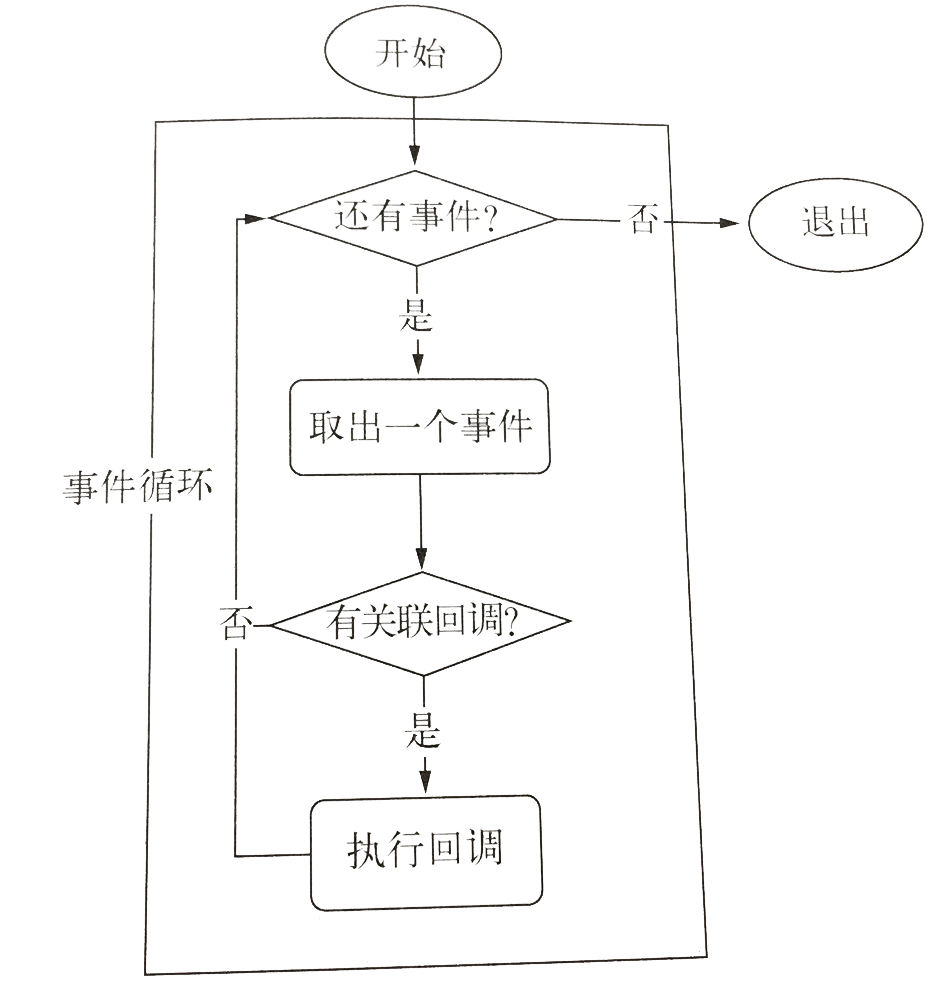 开始
还有事件?
否
退出
是
取出一个事件
事件循环
有关联回调?
否
是
执行回调